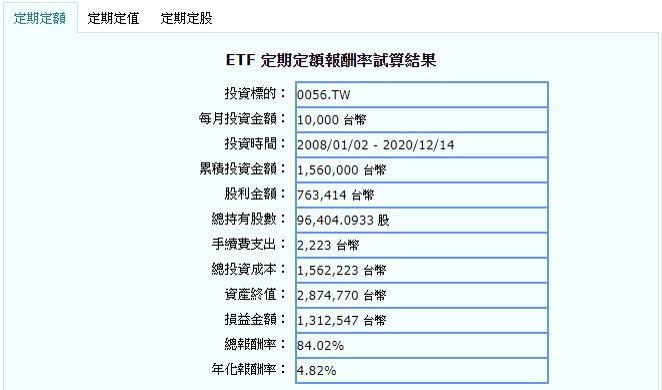 定期定額 定期定值 定期定股
ETF 定期定額報酬率試算結果
投資標的： 0056.TW
每月投資金額： 10,000 台幣
投資時間： 2008/01/02 - 2020/12/14
累積投資金額： 1,560,000 台幣
股利金額： 763,414 台幣
總持有股數： 96,404.0933 股
手續費支出： 2,223 台幣
總投資成本： 1,562,223 台幣
資產終值： 2,874,770 台幣
損益金額： 1,312,547 台幣
總報酬率： 84.02%
年化報酬率： 4.82%